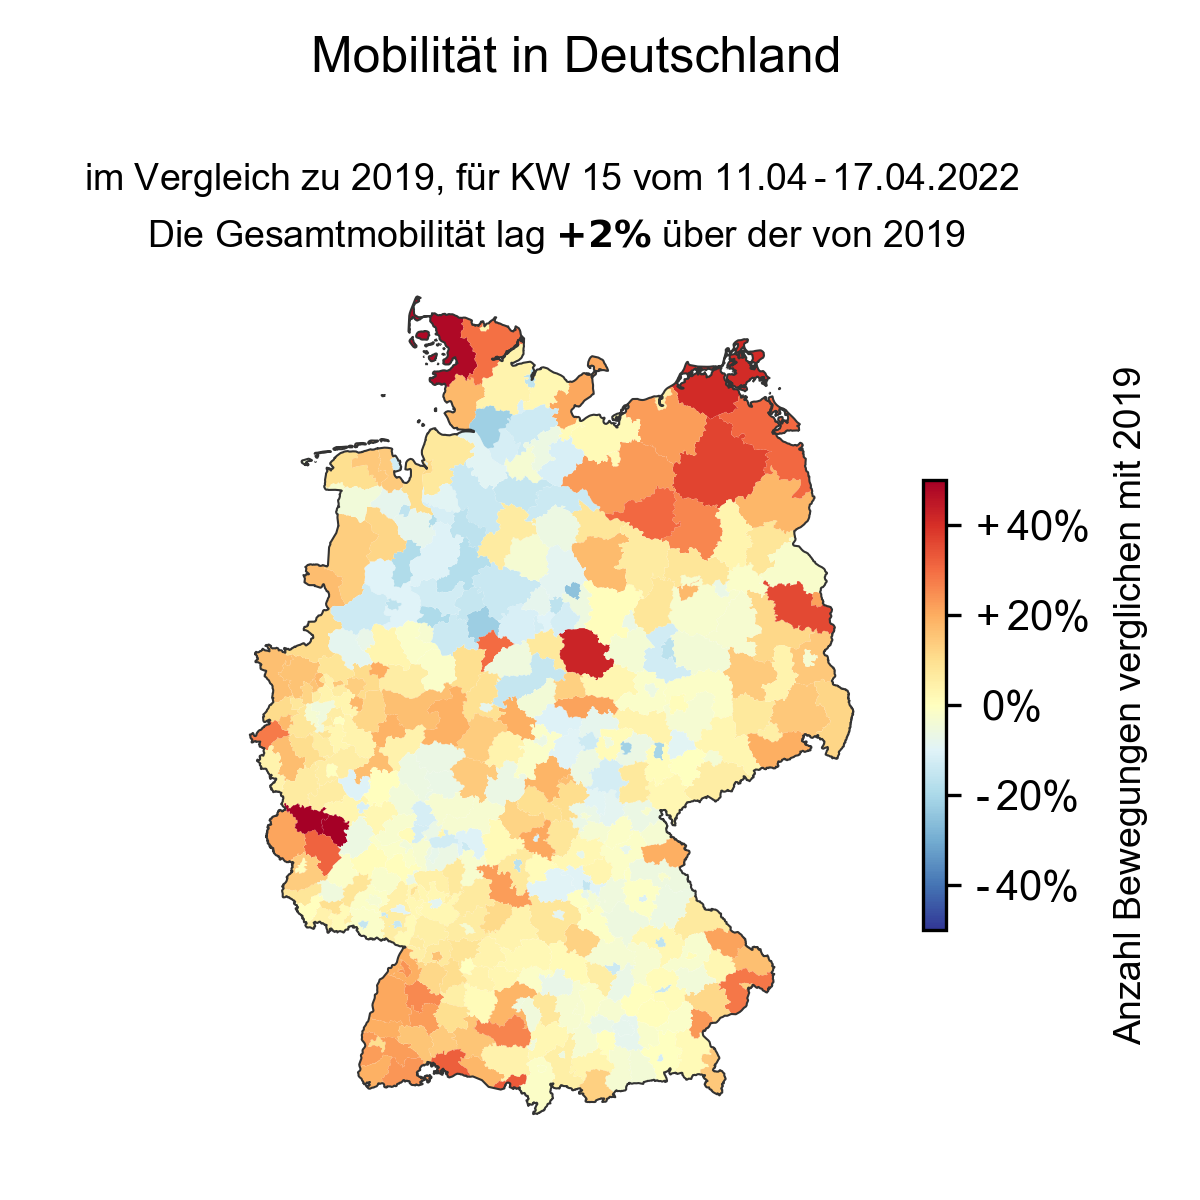 Mobilität in Deutschland
im Vergleich zu 2019, für KW 15 vom 11.04 - 17.04.2022
Die Gesamtmobilität lag +2% über der von 2019
+40%
+20%
0%
-20%
-40%
Anzahl Bewegungen verglichen mit 2019